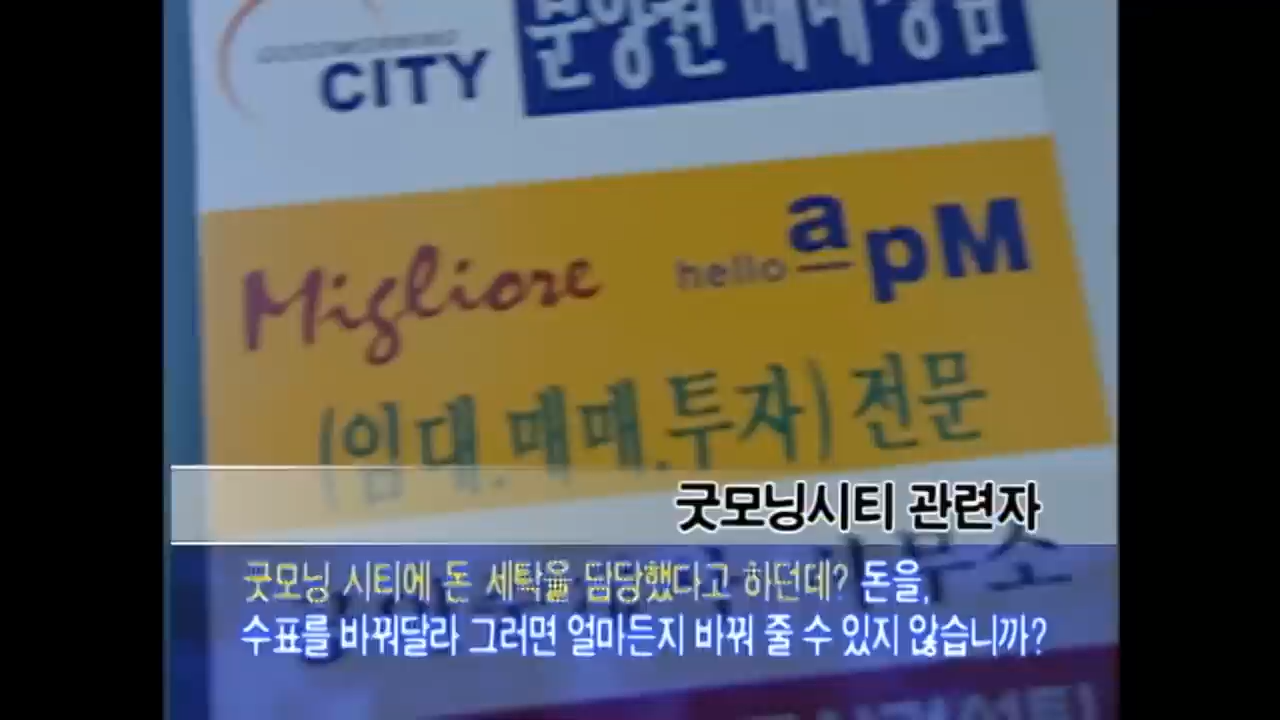 CITY
분양권 매매 상담
Migliore
hello apM
(임대.매매.투자) 전문
굿모닝시티 관련자
굿모닝 시티에 돈 세탁을 담당했다고 하던데? 돈을,
수표를 바꿔달라 그러면 얼마든지 바꿔 줄 수 있지 않습니까?